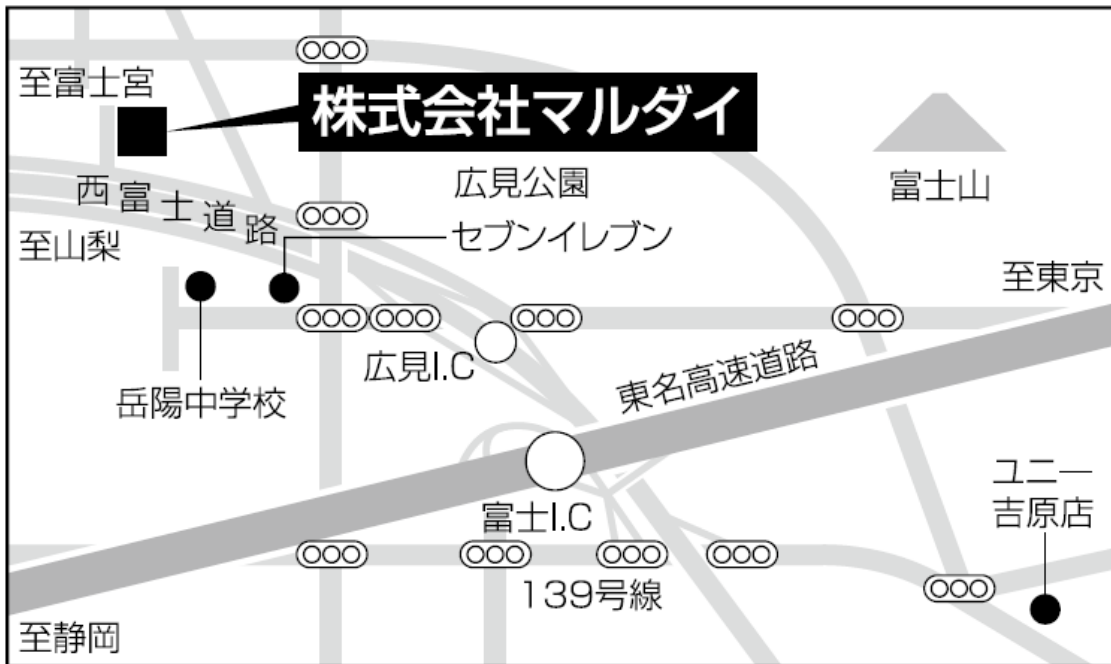 至富士宮
株式会社マルダイ
広見公園
富士山
西富士道路
至山梨
セブンイレブン
至東京
広見I.C
東名高速道路
岳陽中学校
ユニー
吉原店
富士I.C
139号線
至静岡